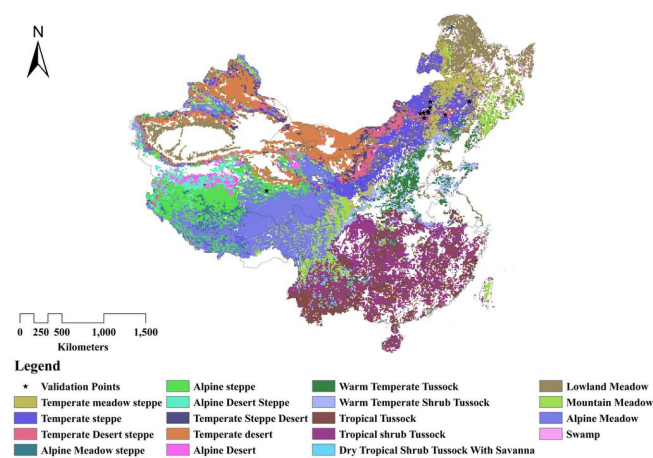 N
0 250 500 1,000 1,500
Kilometers
Legend
Validation Points
Temperate meadow steppe
Temperate steppe
Temperate Desert steppe
Alpine Meadow steppe
Alpine steppe
Alpine Desert Steppe
Temperate Steppe Desert
Temperate desert
Alpine Desert
Warm Temperate Tussock
Warm Temperate Shrub Tussock
Tropical Tussock
Tropical shrub Tussock
Dry Tropical Shrub Tussock With Savanna
Lowland Meadow
Mountain Meadow
Alpine Meadow
Swamp